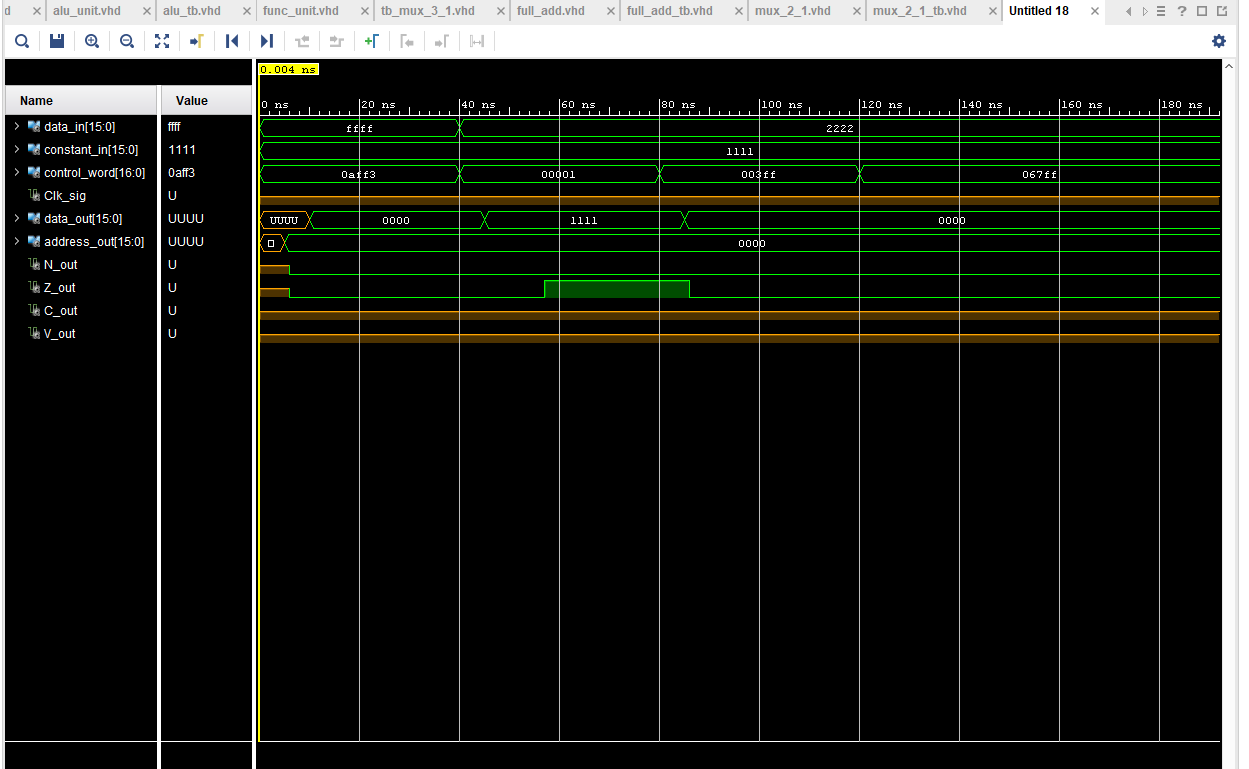 d alu_unit.vhd alu_tb.vhd func_unit.vhd tb_mux_3_1.vhd full_add.vhd full_add_tb.vhd mux_2_1.vhd mux_2_1_tb.vhd Untitled 18
0.004 ns
Name Value
0 ns 20 ns 40 ns 60 ns 80 ns 100 ns 120 ns 140 ns 160 ns 180 ns
data_in[15:0] ffff ffff 2222
constant_in[15:0] 1111 1111
control_word[16:0] 0aff3 0aff3 00001 003ff 067ff
Clk_sig U
data_out[15:0] UUUU UUUU 0000 1111 0000
address_out[15:0] UUUU 0000
N_out U
Z_out U
C_out U
V_out U